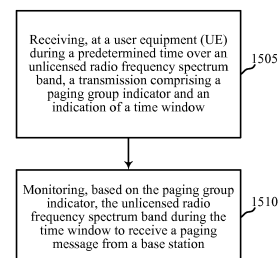 Receiving, at a user equipment (UE)
during a predetermined time over an
unlicensed radio frequency spectrum
band, a transmission comprising a
paging group indicator and an
indication of a time window
1505
Monitoring, based on the paging group
indicator, the unlicensed radio
frequency spectrum band during the
time window to receive a paging
message from a base station
1510